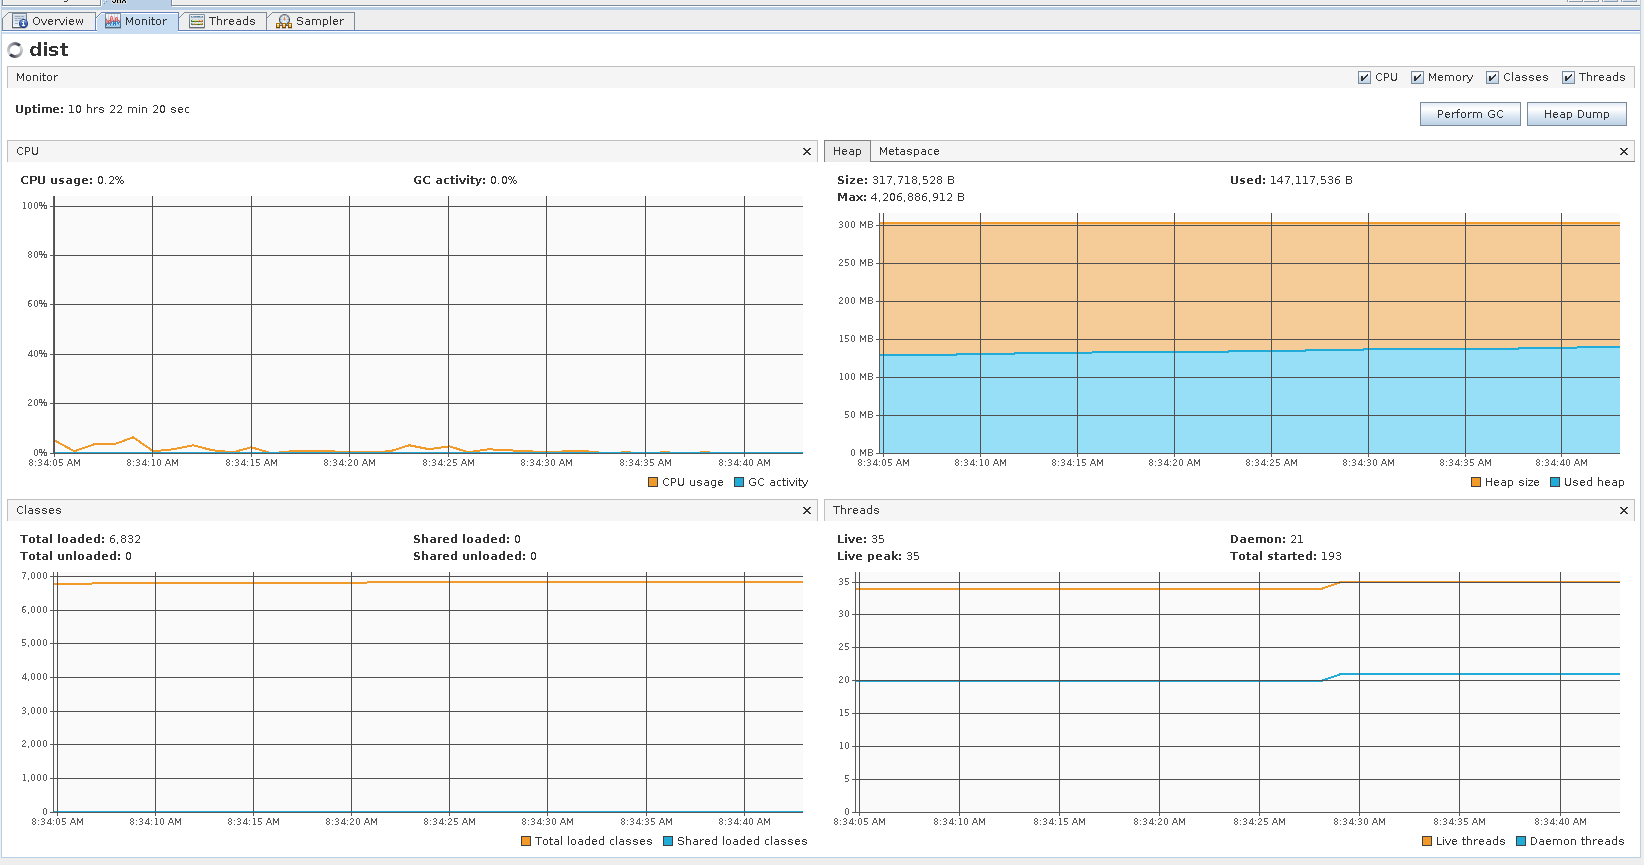 Overview Monitor Threads Sampler
dist
Monitor CPU Memory Classes Threads
Uptime: 10 hrs 22 min 20 sec
Perform GC Heap Dump
CPU
CPU usage: 0.2% GC activity: 0.0%
100%
80%
60%
40%
20%
0%
8:34:05 AM 8:34:10 AM 8:34:15 AM 8:34:20 AM 8:34:25 AM 8:34:30 AM 8:34:35 AM 8:34:40 AM
CPU usage GC activity
Heap Metaspace
Size: 317,718,528 B Used: 147,117,536 B
Max: 4,206,886,912 B
300 MB
250 MB
200 MB
150 MB
100 MB
50 MB
0 MB
8:34:05 AM 8:34:10 AM 8:34:15 AM 8:34:20 AM 8:34:25 AM 8:34:30 AM 8:34:35 AM 8:34:40 AM
Heap size Used heap
Classes
Total loaded: 6,832 Shared loaded: 0
Total unloaded: 0 Shared unloaded: 0
7,000
6,000
5,000
4,000
3,000
2,000
1,000
0
8:34:05 AM 8:34:10 AM 8:34:15 AM 8:34:20 AM 8:34:25 AM 8:34:30 AM 8:34:35 AM 8:34:40 AM
Total loaded classes Shared loaded classes
Threads
Live: 35 Daemon: 21
Live peak: 35 Total started: 193
35
30
25
20
15
10
5
0
8:34:05 AM 8:34:10 AM 8:34:15 AM 8:34:20 AM 8:34:25 AM 8:34:30 AM 8:34:35 AM 8:34:40 AM
Live threads Daemon threads